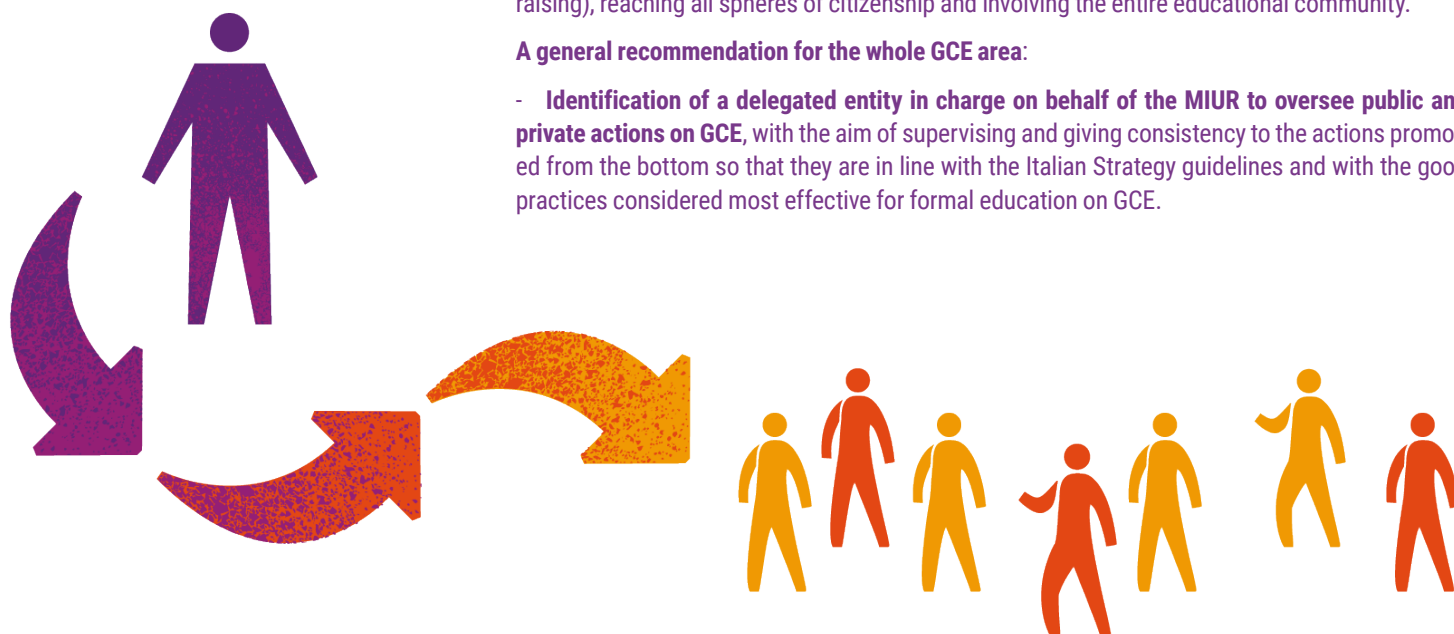 raising), reaching all spheres of citizenship and involving the entire educational community.
A general recommendation for the whole GCE area:
- Identification of a delegated entity in charge on behalf of the MIUR to oversee public an
private actions on GCE, with the aim of supervising and giving consistency to the actions promo
ed from the bottom so that they are in line with the Italian Strategy guidelines and with the goo
practices considered most effective for formal education on GCE.